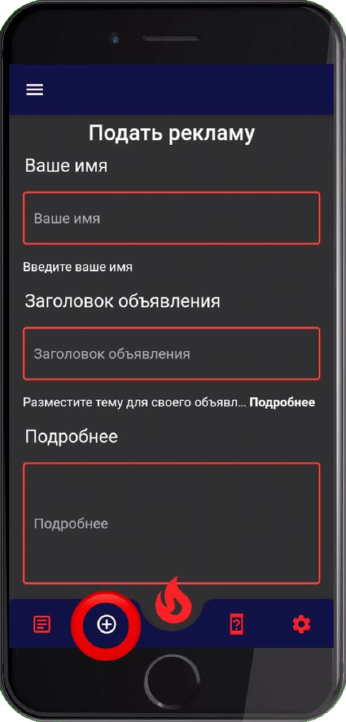 Подать рекламу
Ваше имя
Ваше имя
Введите ваше имя
Заголовок объявления
Заголовок объявления
Разместите тему для своего объявл... Подробнее
Подробнее
Подробнее
?